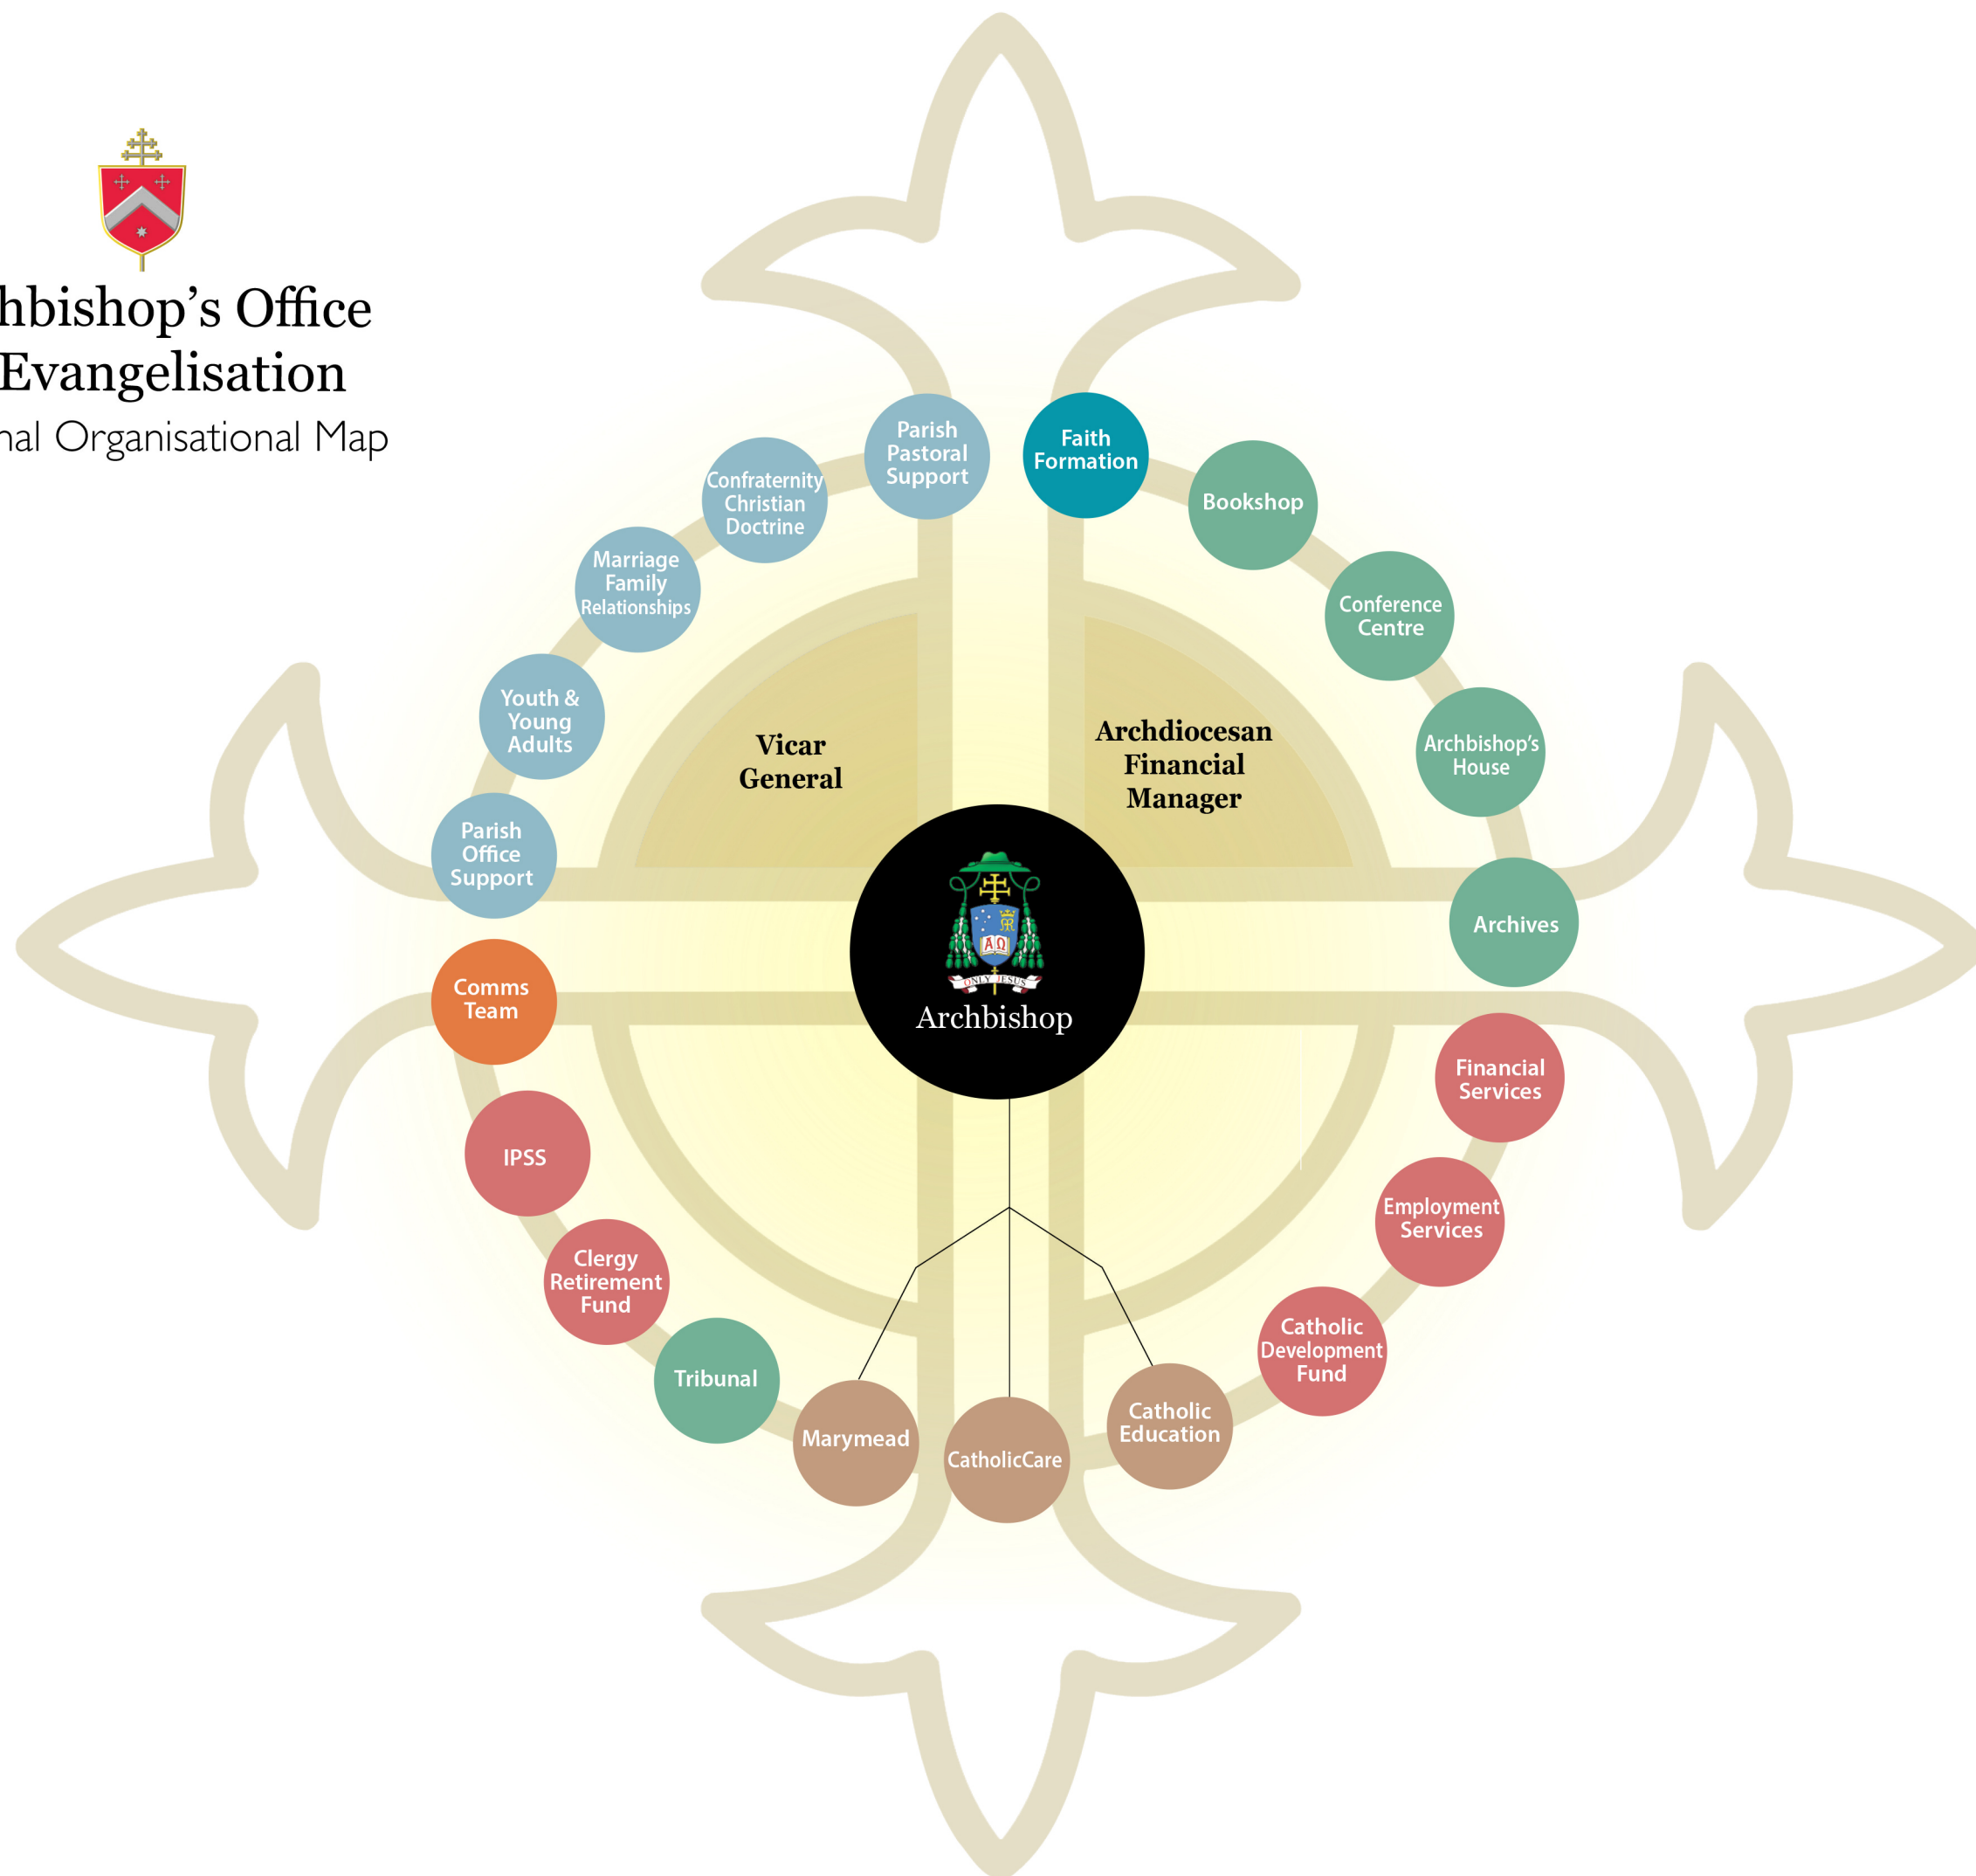 hbishop's Office
Evangelisation
nal Organisational Map
Parish
Pastoral
Support
Faith
Formation
Confraternity
Christian
Doctrine
Bookshop
Marriage
Family
Relationships
Conference
Centre
Youth &
Young
Adults
Archbishop's
House
Vicar
General
Archdiocesan
Financial
Manager
Parish
Office
Support
Archives
AΩ
ONLY JESUS
Archbishop
Comms
Team
Financial
Services
IPSS
Employment
Services
Clergy
Retirement
Fund
Catholic
Development
Fund
Tribunal
Marymead
CatholicCare
Catholic
Education